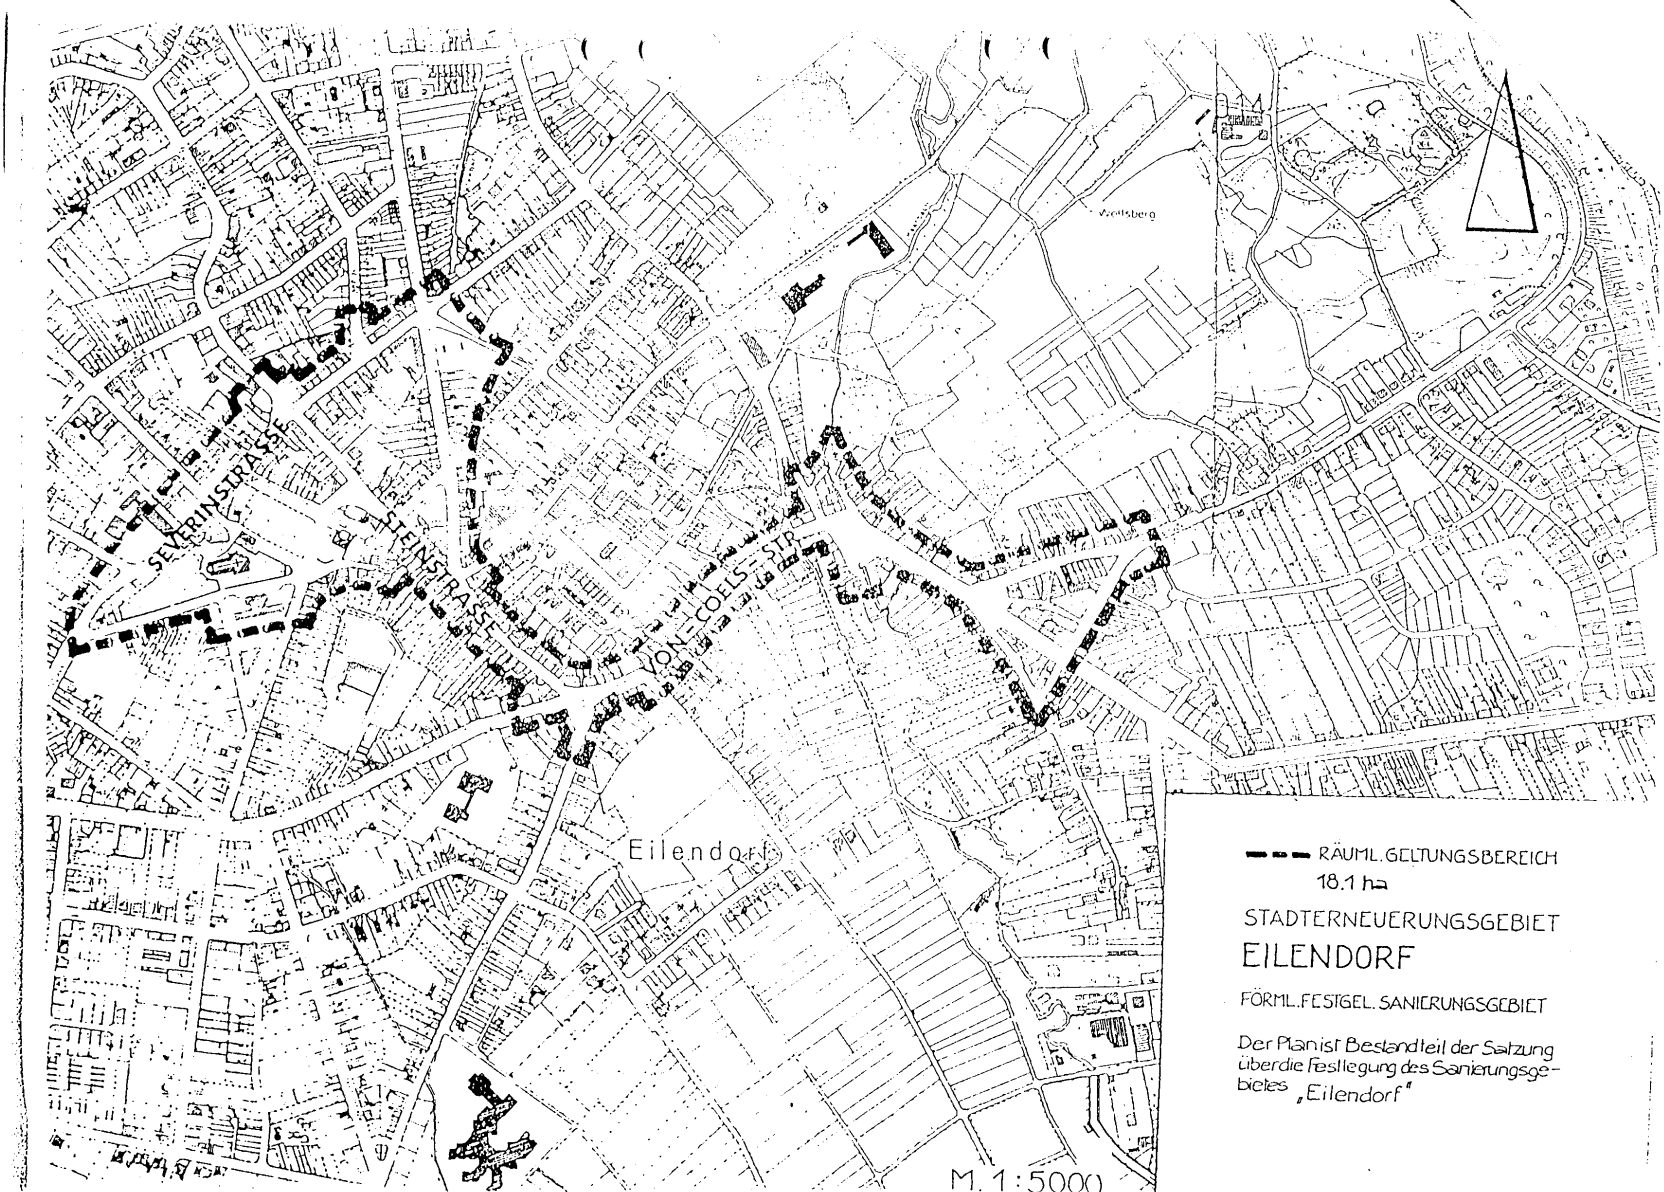 Wolfsberg
SEVERINSTRASSE
STEINSTRASSE
VON-COELS-STR.
Eilendorf
RÄUML.GELTUNGSBEREICH
18.1 ha
STADTERNEUERUNGSGEBIET
EILENDORF
FÖRML.FESTGEL.SANIERUNGSGEBIET
Der Plan ist Bestandteil der Satzung
über die Festlegung des Sanierungsge-
bietes „Eilendorf"
M. 1:5000